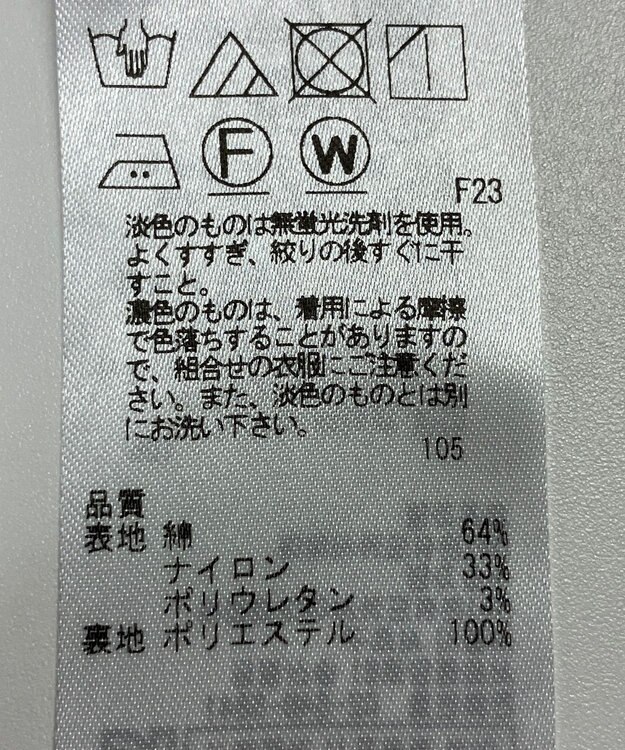 F W
F23
淡色のものは無蛍光洗剤を使用。
よくすすぎ、絞りの後すぐに干
すこと。
濃色のものは、着用による摩擦
で色落ちすることがありますの
で、組合せの衣服にご注意くだ
さい。また、淡色のものとは別
にお洗い下さい。
105
品質
表地 綿 64%
ナイロン 33%
ポリウレタン 3%
裏地 ポリエステル 100%